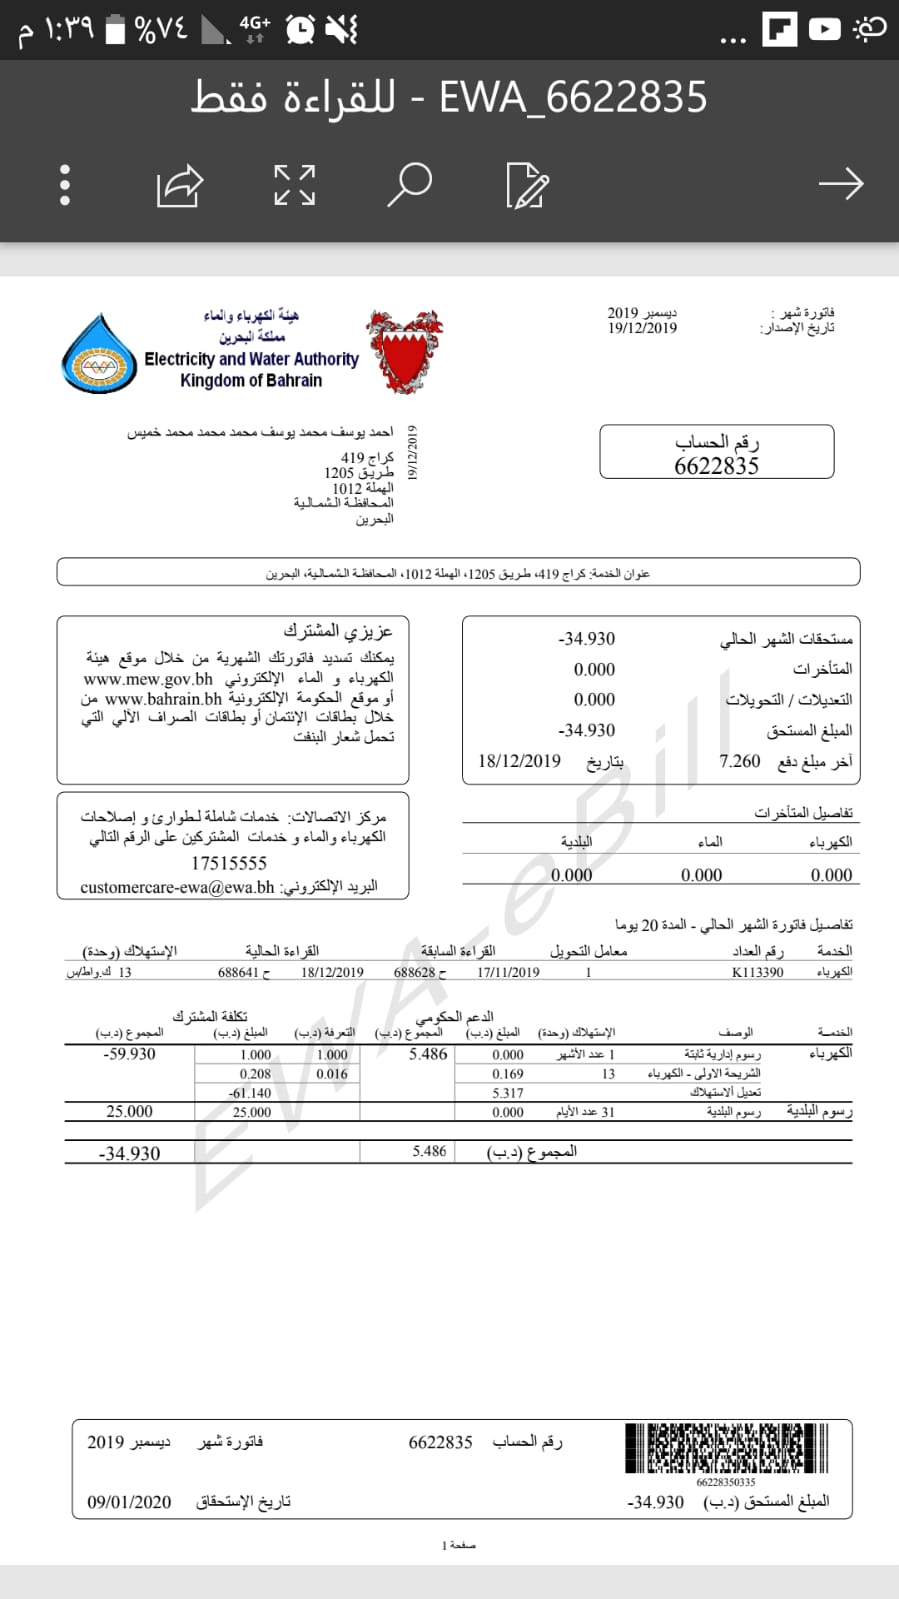 ١:٣٩ م %٧٤ 4G+
EWA_6622835 - للقراءة فقط
هيئة الكهرباء والماء
مملكة البحرين
Electricity and Water Authority
Kingdom of Bahrain
فاتورة شهر : ديسمبر 2019
تاريخ الإصدار: 19/12/2019
احمد يوسف محمد يوسف محمد محمد محمد خميس
كراج 419
طريق 1205
الهملة 1012
المحافظة الشمالية
البحرين
19/12/2019
رقم الحساب
6622835
عنوان الخدمة: كراج 419، طريق 1205، الهملة 1012، المحافظة الشمالية، البحرين
مستحقات الشهر الحالي -34.930
المتأخرات 0.000
التعديلات / التحويلات 0.000
المبلغ المستحق -34.930
آخر مبلغ دفع 7.260 بتاريخ 18/12/2019
عزيزي المشترك
يمكنك تسديد فاتورتك الشهرية من خلال موقع هيئة
الكهرباء و الماء الإلكتروني www.mew.gov.bh
أو موقع الحكومة الإلكترونية www.bahrain.bh من
خلال بطاقات الإئتمان أو بطاقات الصراف الآلي التي
تحمل شعار البنفت
تفاصيل المتأخرات
الكهرباء الماء البلدية
0.000 0.000 0.000
مركز الاتصالات: خدمات شاملة لطوارئ و إصلاحات
الكهرباء والماء و خدمات المشتركين على الرقم التالي
17515555
البريد الإلكتروني: customercare-ewa@ewa.bh
تفاصيل فاتورة الشهر الحالي - المدة 20 يوما
الخدمة رقم العداد معامل التحويل القراءة السابقة القراءة الحالية الإستهلاك (وحدة)
الكهرباء K113390 1 17/11/2019 688628 ح 18/12/2019 688641 ح 13 ك.واط/س
الدعم الحكومي تكلفة المشترك
الخدمة الوصف الإستهلاك (وحدة) المبلغ (د.ب) المجموع (د.ب) التعرفة (د.ب) المبلغ (د.ب) المجموع (د.ب)
الكهرباء رسوم إدارية ثابتة 1 عدد الأشهر 0.000 5.486 1.000 1.000 -59.930
الشريحة الاولى - الكهرباء 13 0.169 0.016 0.208
تعديل الاستهلاك 5.317 -61.140
رسوم البلدية رسوم البلدية 31 عدد الأيام 0.000 25.000 25.000
المجموع (د.ب) 5.486 -34.930
EWA-eBill
رقم الحساب 6622835 فاتورة شهر ديسمبر 2019
66228350335
المبلغ المستحق (د.ب) -34.930 تاريخ الإستحقاق 09/01/2020
صفحة 1